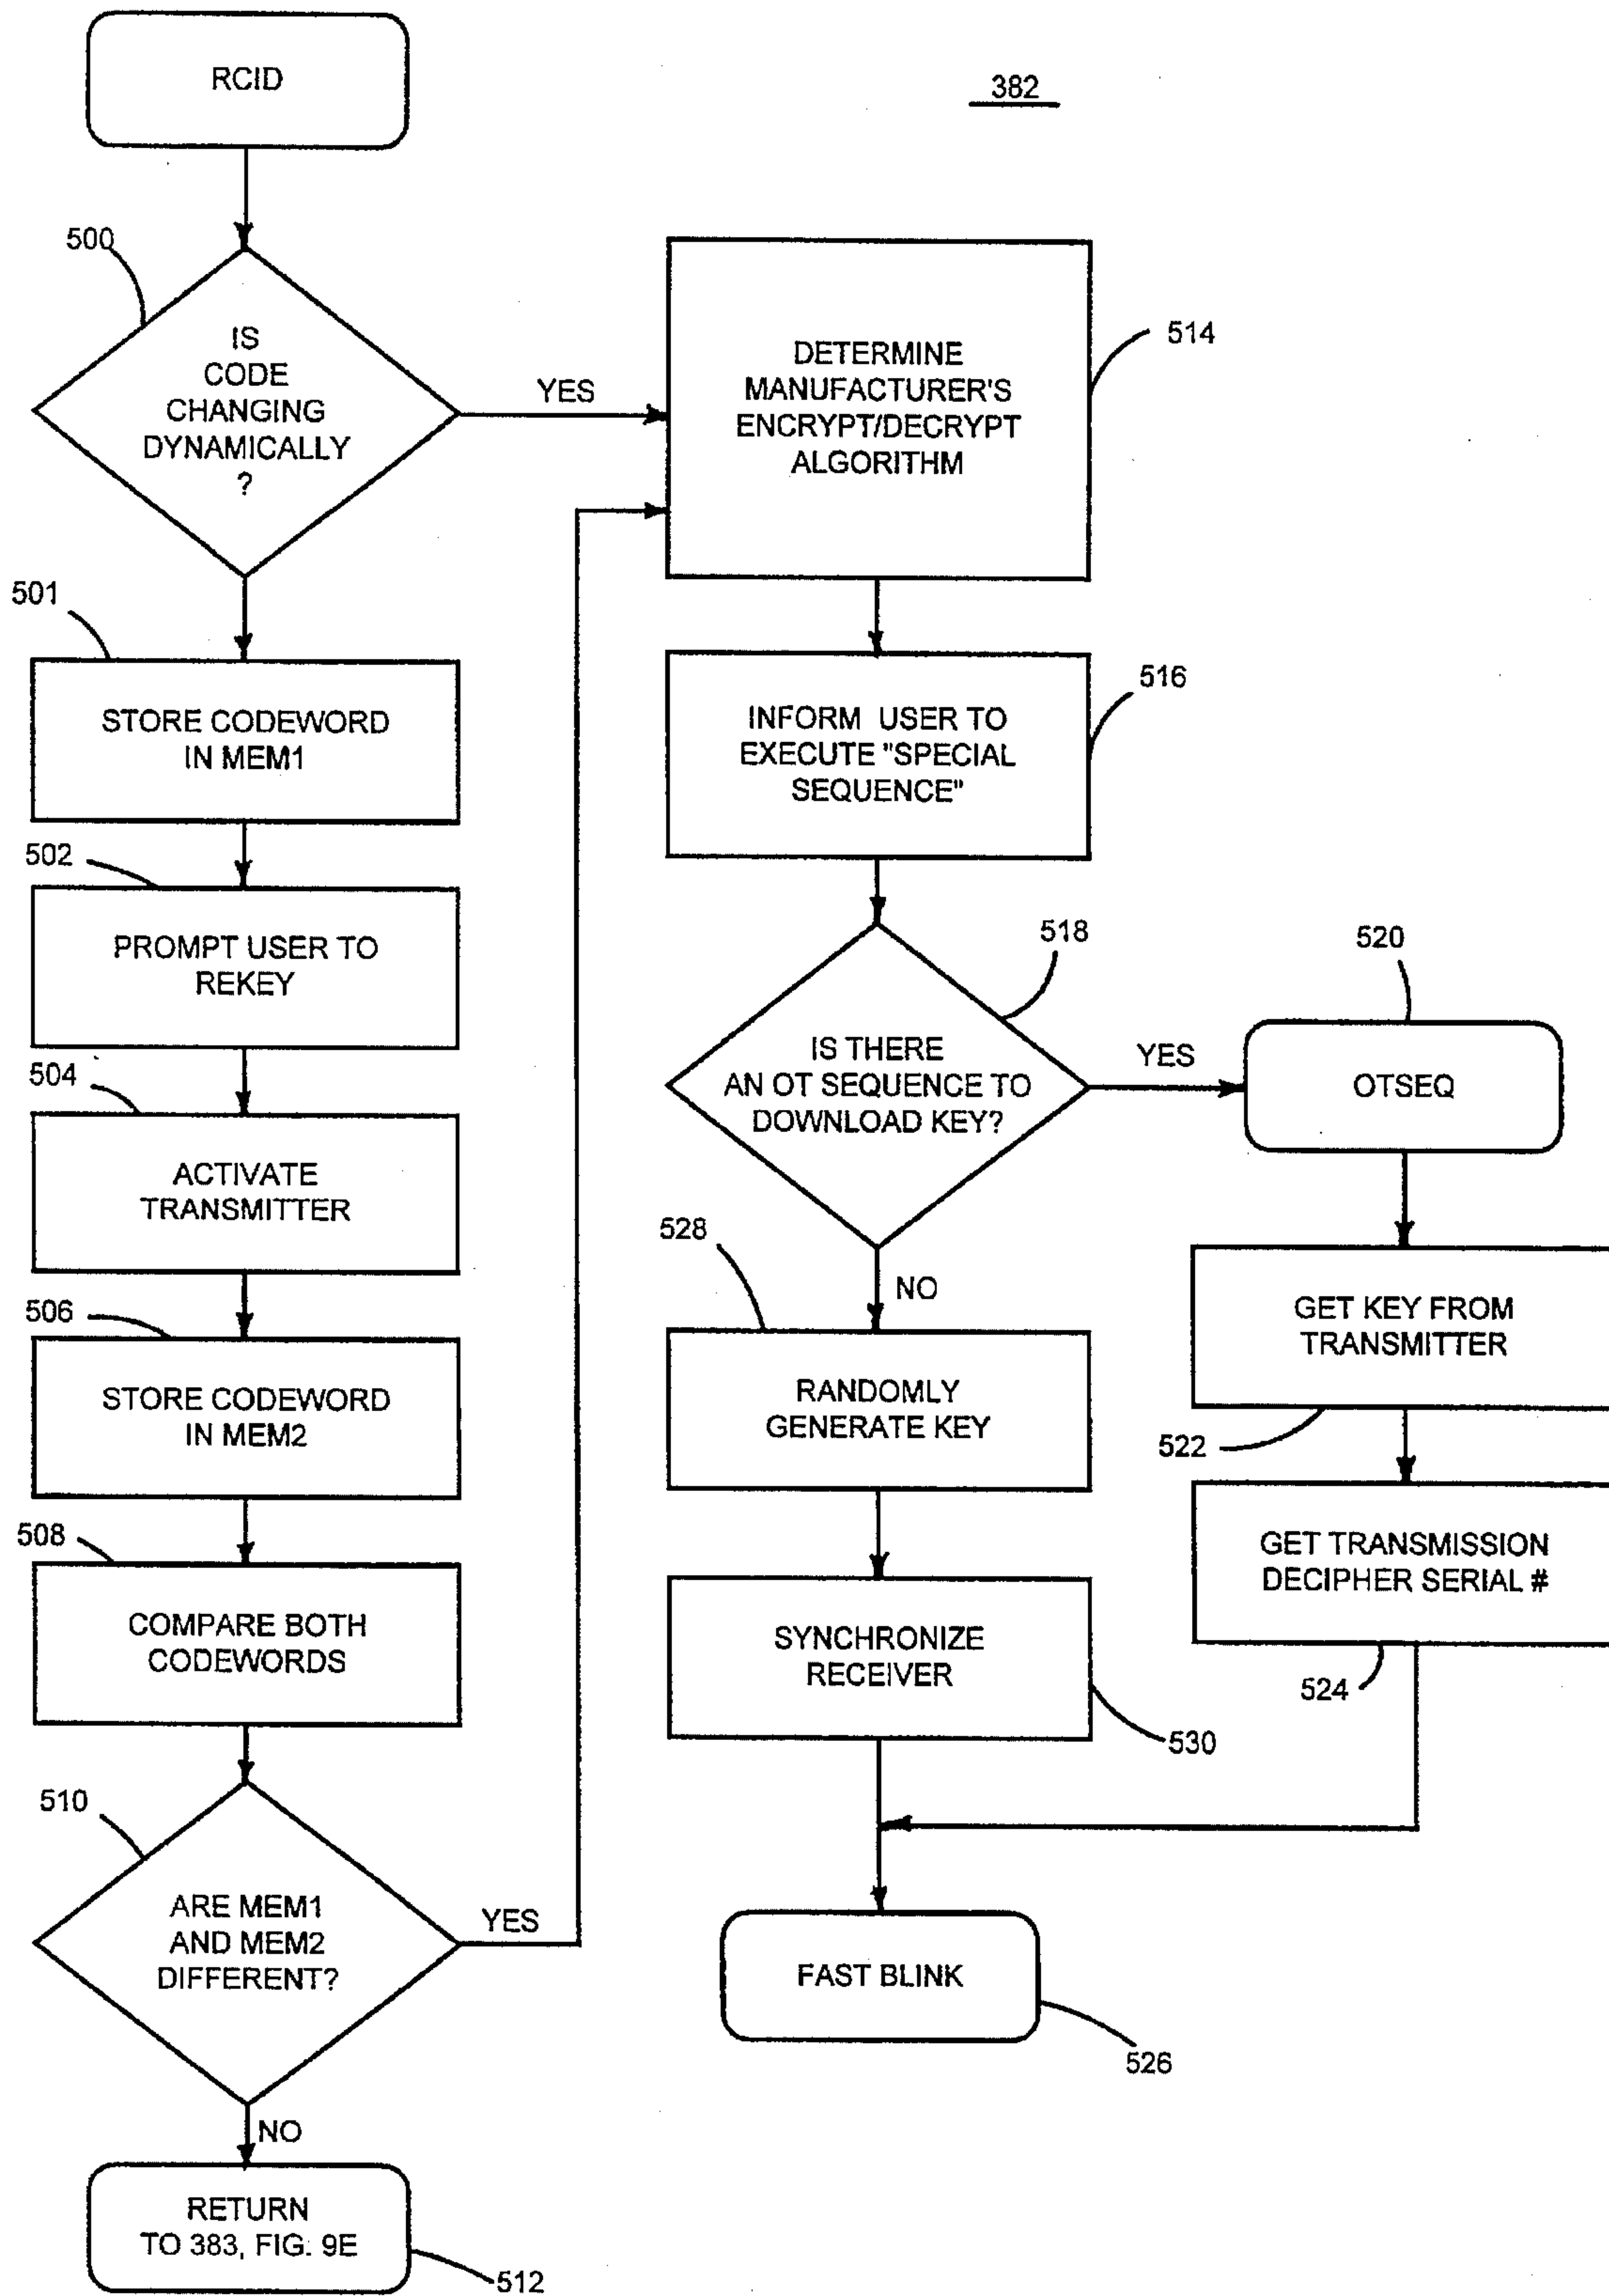 RCID
382
500
IS
CODE
CHANGING
DYNAMICALLY
?
YES
501
STORE CODEWORD
IN MEM1
502
PROMPT USER TO
REKEY
504
ACTIVATE
TRANSMITTER
506
STORE CODEWORD
IN MEM2
508
COMPARE BOTH
CODEWORDS
510
ARE MEM1
AND MEM2
DIFFERENT?
YES
NO
RETURN
TO 383, FIG. 9E
512
DETERMINE
MANUFACTURER'S
ENCRYPT/DECRYPT
ALGORITHM
514
INFORM USER TO
EXECUTE "SPECIAL
SEQUENCE"
516
518
IS THERE
AN OT SEQUENCE TO
DOWNLOAD KEY?
YES
NO
520
OTSEQ
GET KEY FROM
TRANSMITTER
522
GET TRANSMISSION
DECIPHER SERIAL #
524
528
RANDOMLY
GENERATE KEY
SYNCHRONIZE
RECEIVER
530
FAST BLINK
526